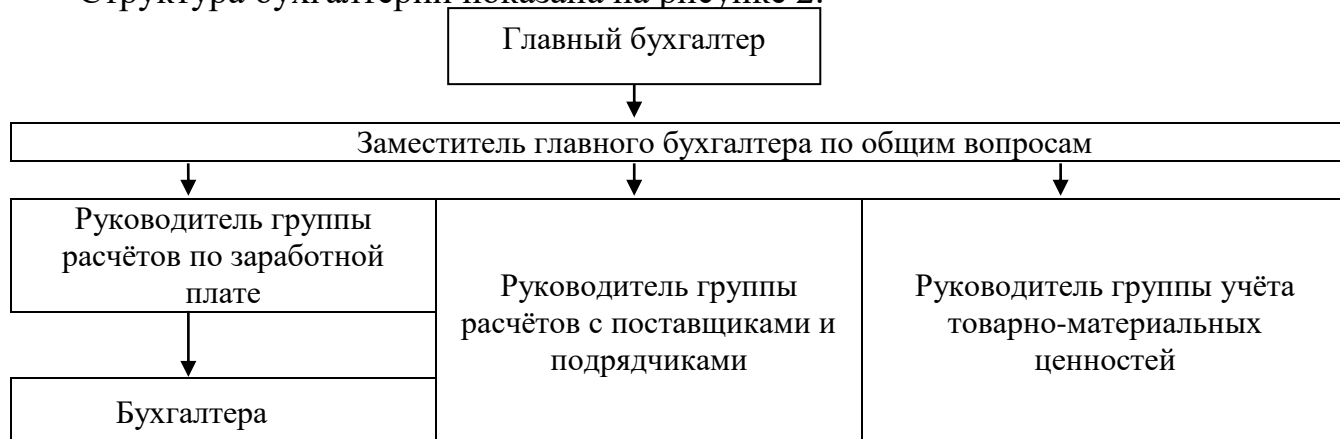 Структура бухгалтерии показана на рисунке 2.
Главный бухгалтер
Заместитель главного бухгалтера по общим вопросам
Руководитель группы
расчётов по заработной
плате
Руководитель группы
расчётов с поставщиками и
подрядчиками
Руководитель группы учёта
товарно-материальных
ценностей
Бухгалтера